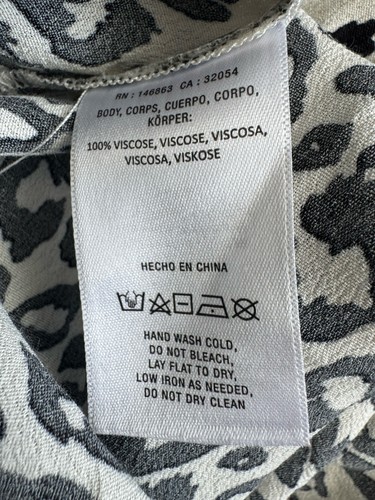 RN : 146863 CA : 32054
BODY, CORPS, CUERPO, CORPO,
KÖRPER:
100% VISCOSE, VISCOSE, VISCOSA,
VISCOSA, VISKOSE
HECHO EN CHINA
HAND WASH COLD,
DO NOT BLEACH,
LAY FLAT TO DRY,
LOW IRON AS NEEDED,
DO NOT DRY CLEAN